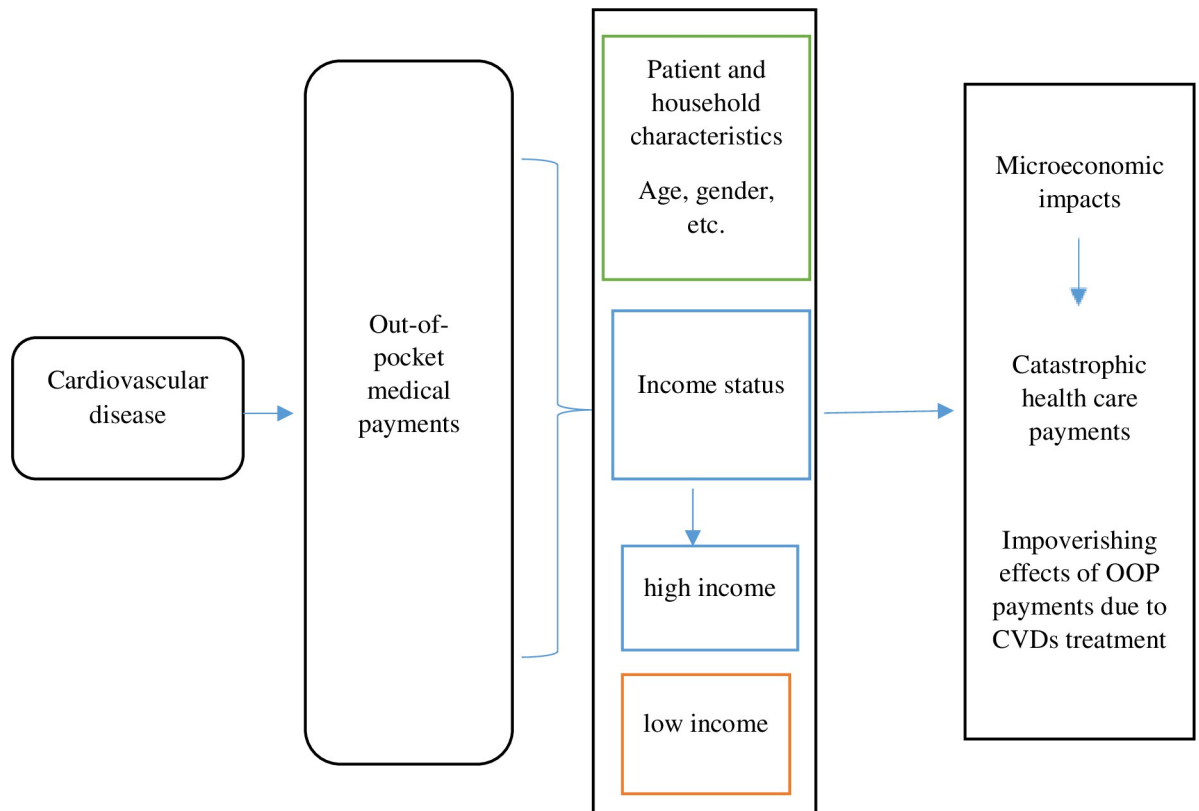 Cardiovascular
disease
Out-of-
pocket
medical
payments
Patient and
household
characteristics
Age, gender,
etc.
Income status
high income
low income
Microeconomic
impacts
Catastrophic
health care
payments
Impoverishing
effects of OOP
payments due to
CVDs treatment